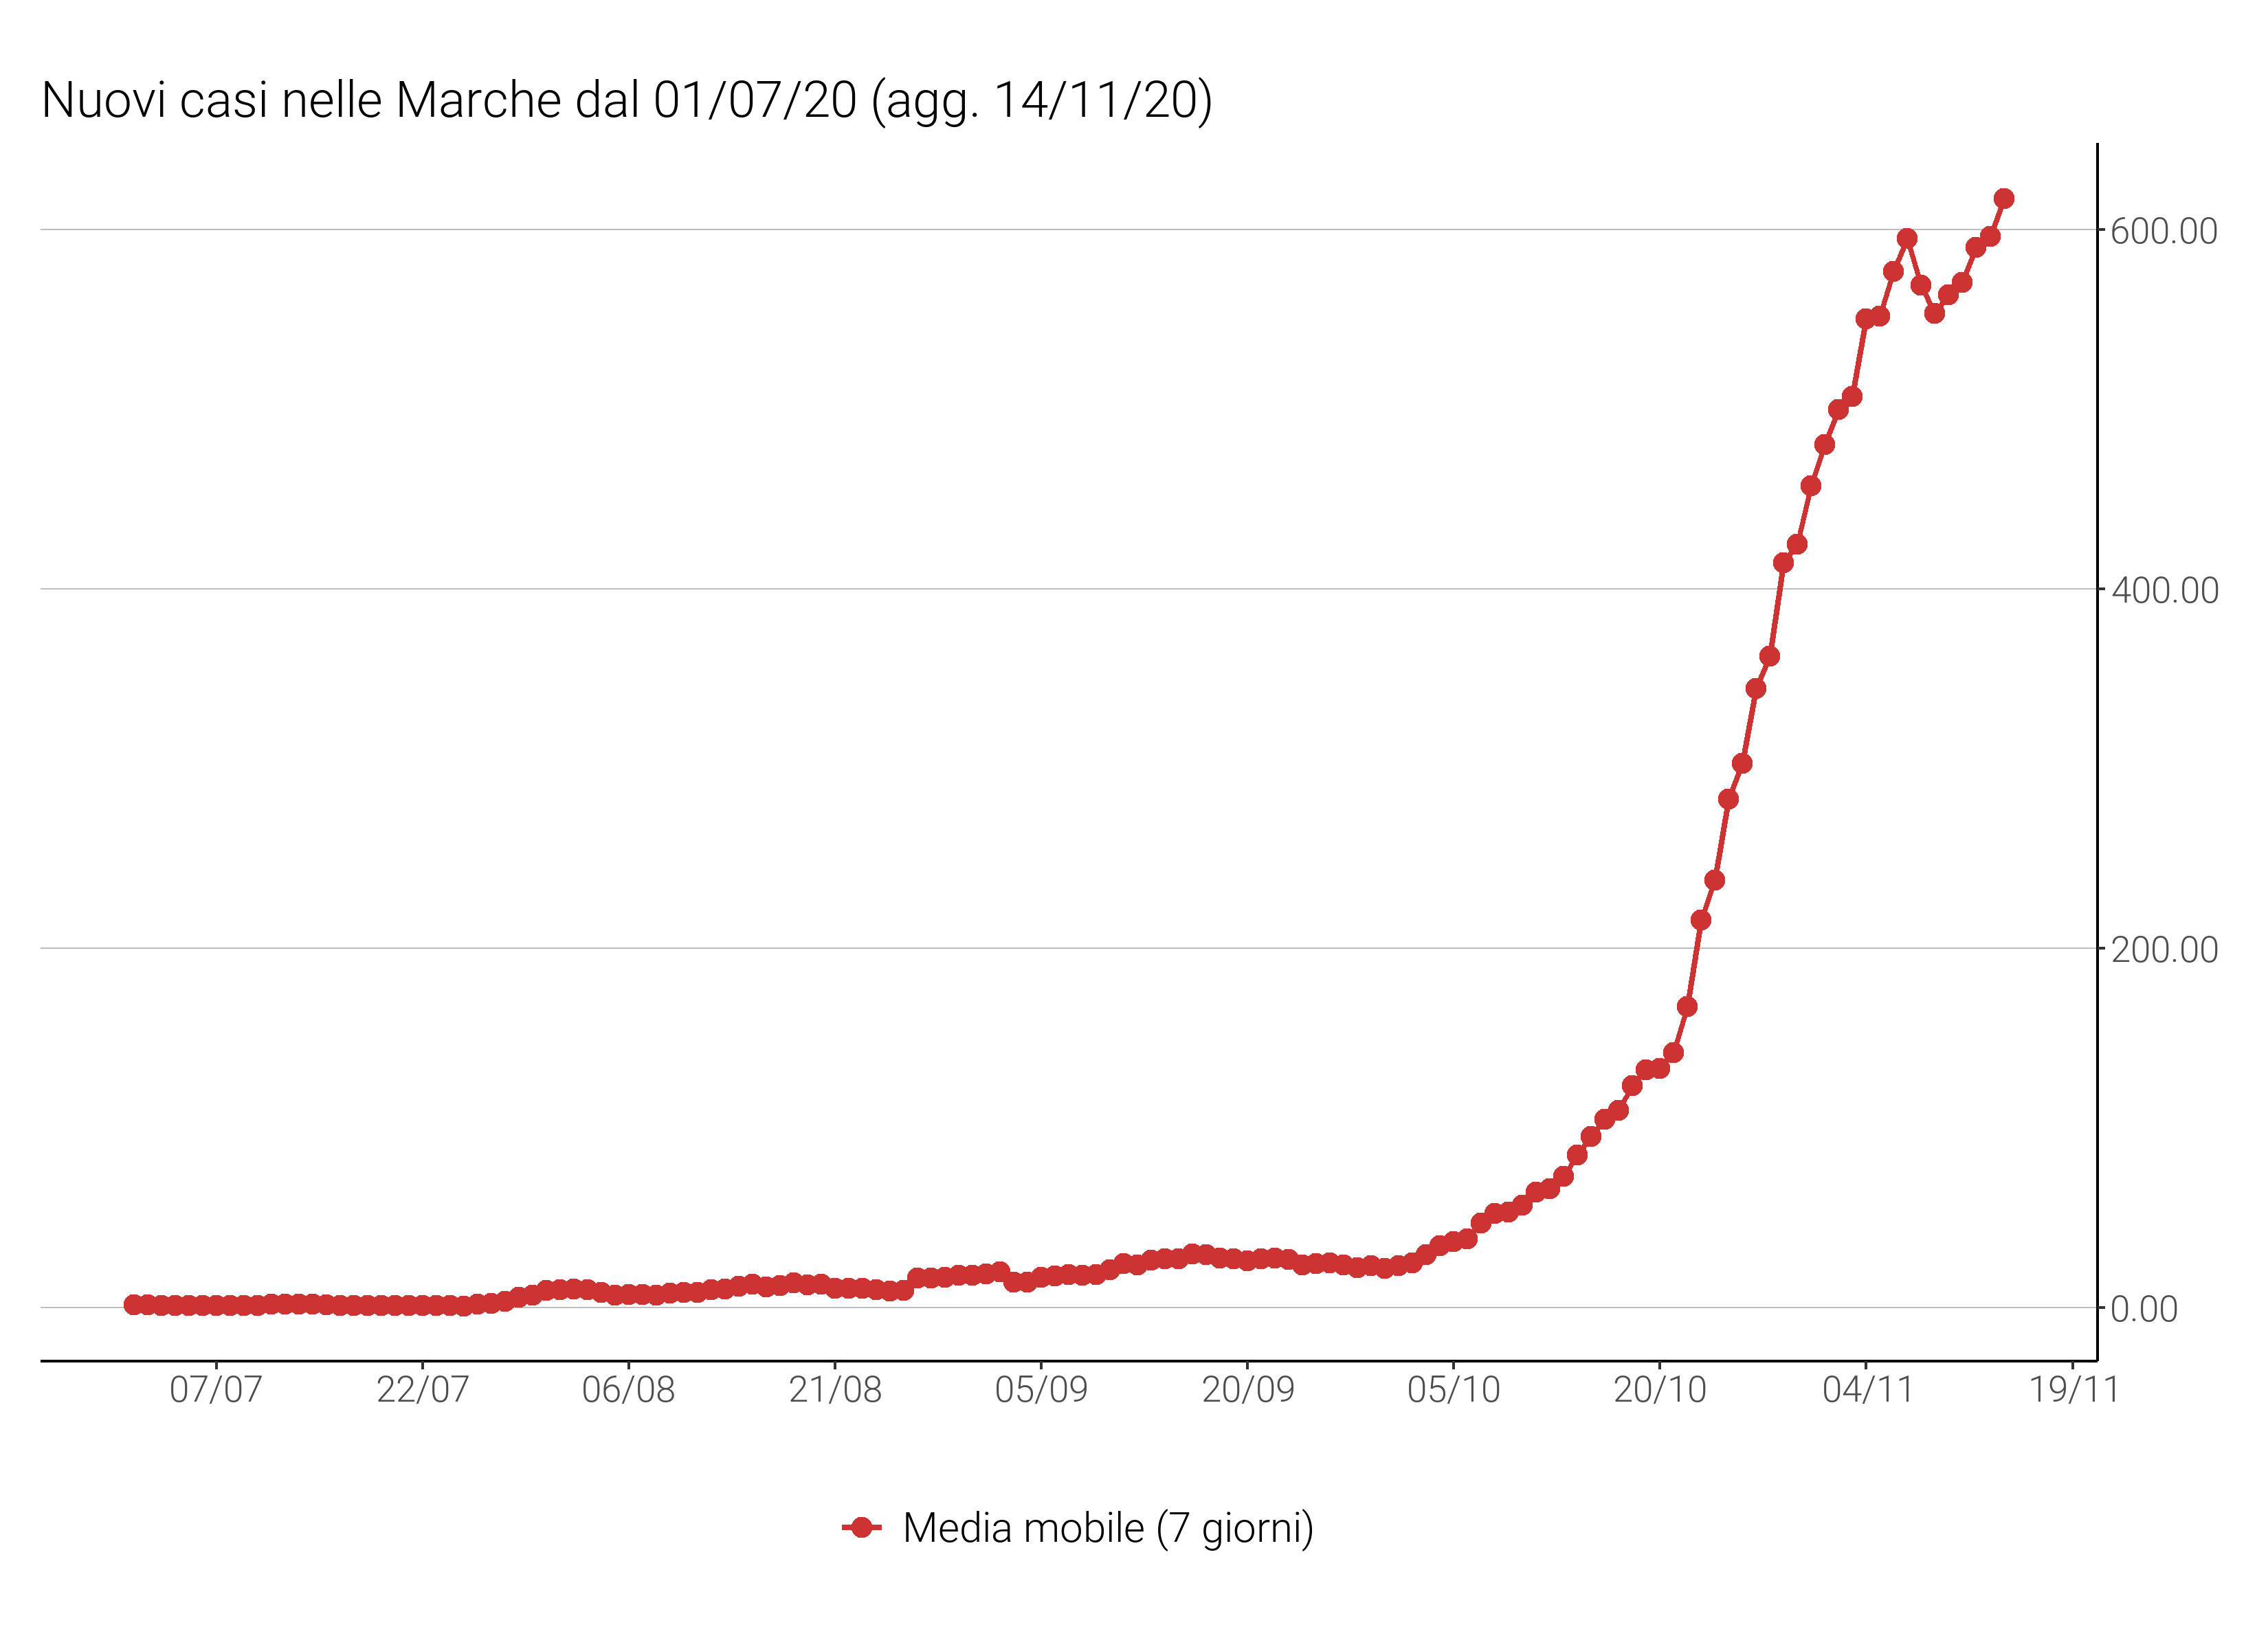 Nuovi casi nelle Marche dal 01/07/20 (agg. 14/11/20)
600.00
400.00
200.00
0.00
07/07 22/07 06/08 21/08 05/09 20/09 05/10 20/10 04/11 19/11
Media mobile (7 giorni)